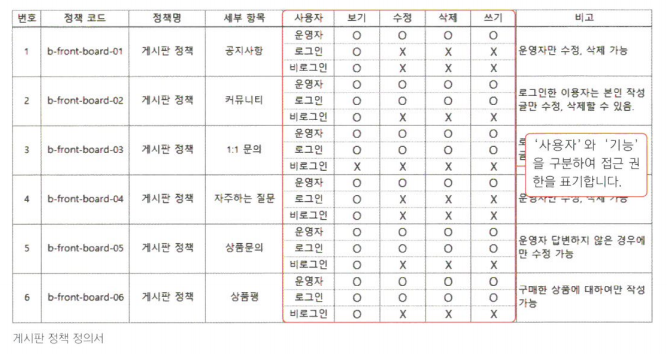 번호 정책 코드 정책명 세부 항목 사용자 보기 수정 삭제 쓰기 비고
운영자 O O O O
1 b-front-board-01 게시판 정책 공지사항 로그인 O X X X 운영자만 수정, 삭제 가능
비로그인 O X X X
운영자 O O O O
2 b-front-board-02 게시판 정책 커뮤니티 로그인 O O O O 로그인한 이용자는 본인 작성
글만 수정, 삭제할 수 있음.
비로그인 O X X X
운영자 O O O O
3 b-front-board-03 게시판 정책 1:1 문의 로그인 O O O O
비로그인 X X X X
'사용자'와 '기능'
을 구분하여 접근 권
한을 표기합니다.
운영자 O O O O
4 b-front-board-04 게시판 정책 자주하는 질문 로그인 O X X X 운영자만 수정, 삭제 가능
비로그인 O X X X
운영자 O O O O
5 b-front-board-05 게시판 정책 상품문의 로그인 O O O O 운영자 답변하지 않은 경우에
만 수정 가능
비로그인 O X X X
운영자 O O O O
6 b-front-board-06 게시판 정책 상품평 로그인 O O O O 구매한 상품에 대하여만 작성
가능
비로그인 O X X X
게시판 정책 정의서